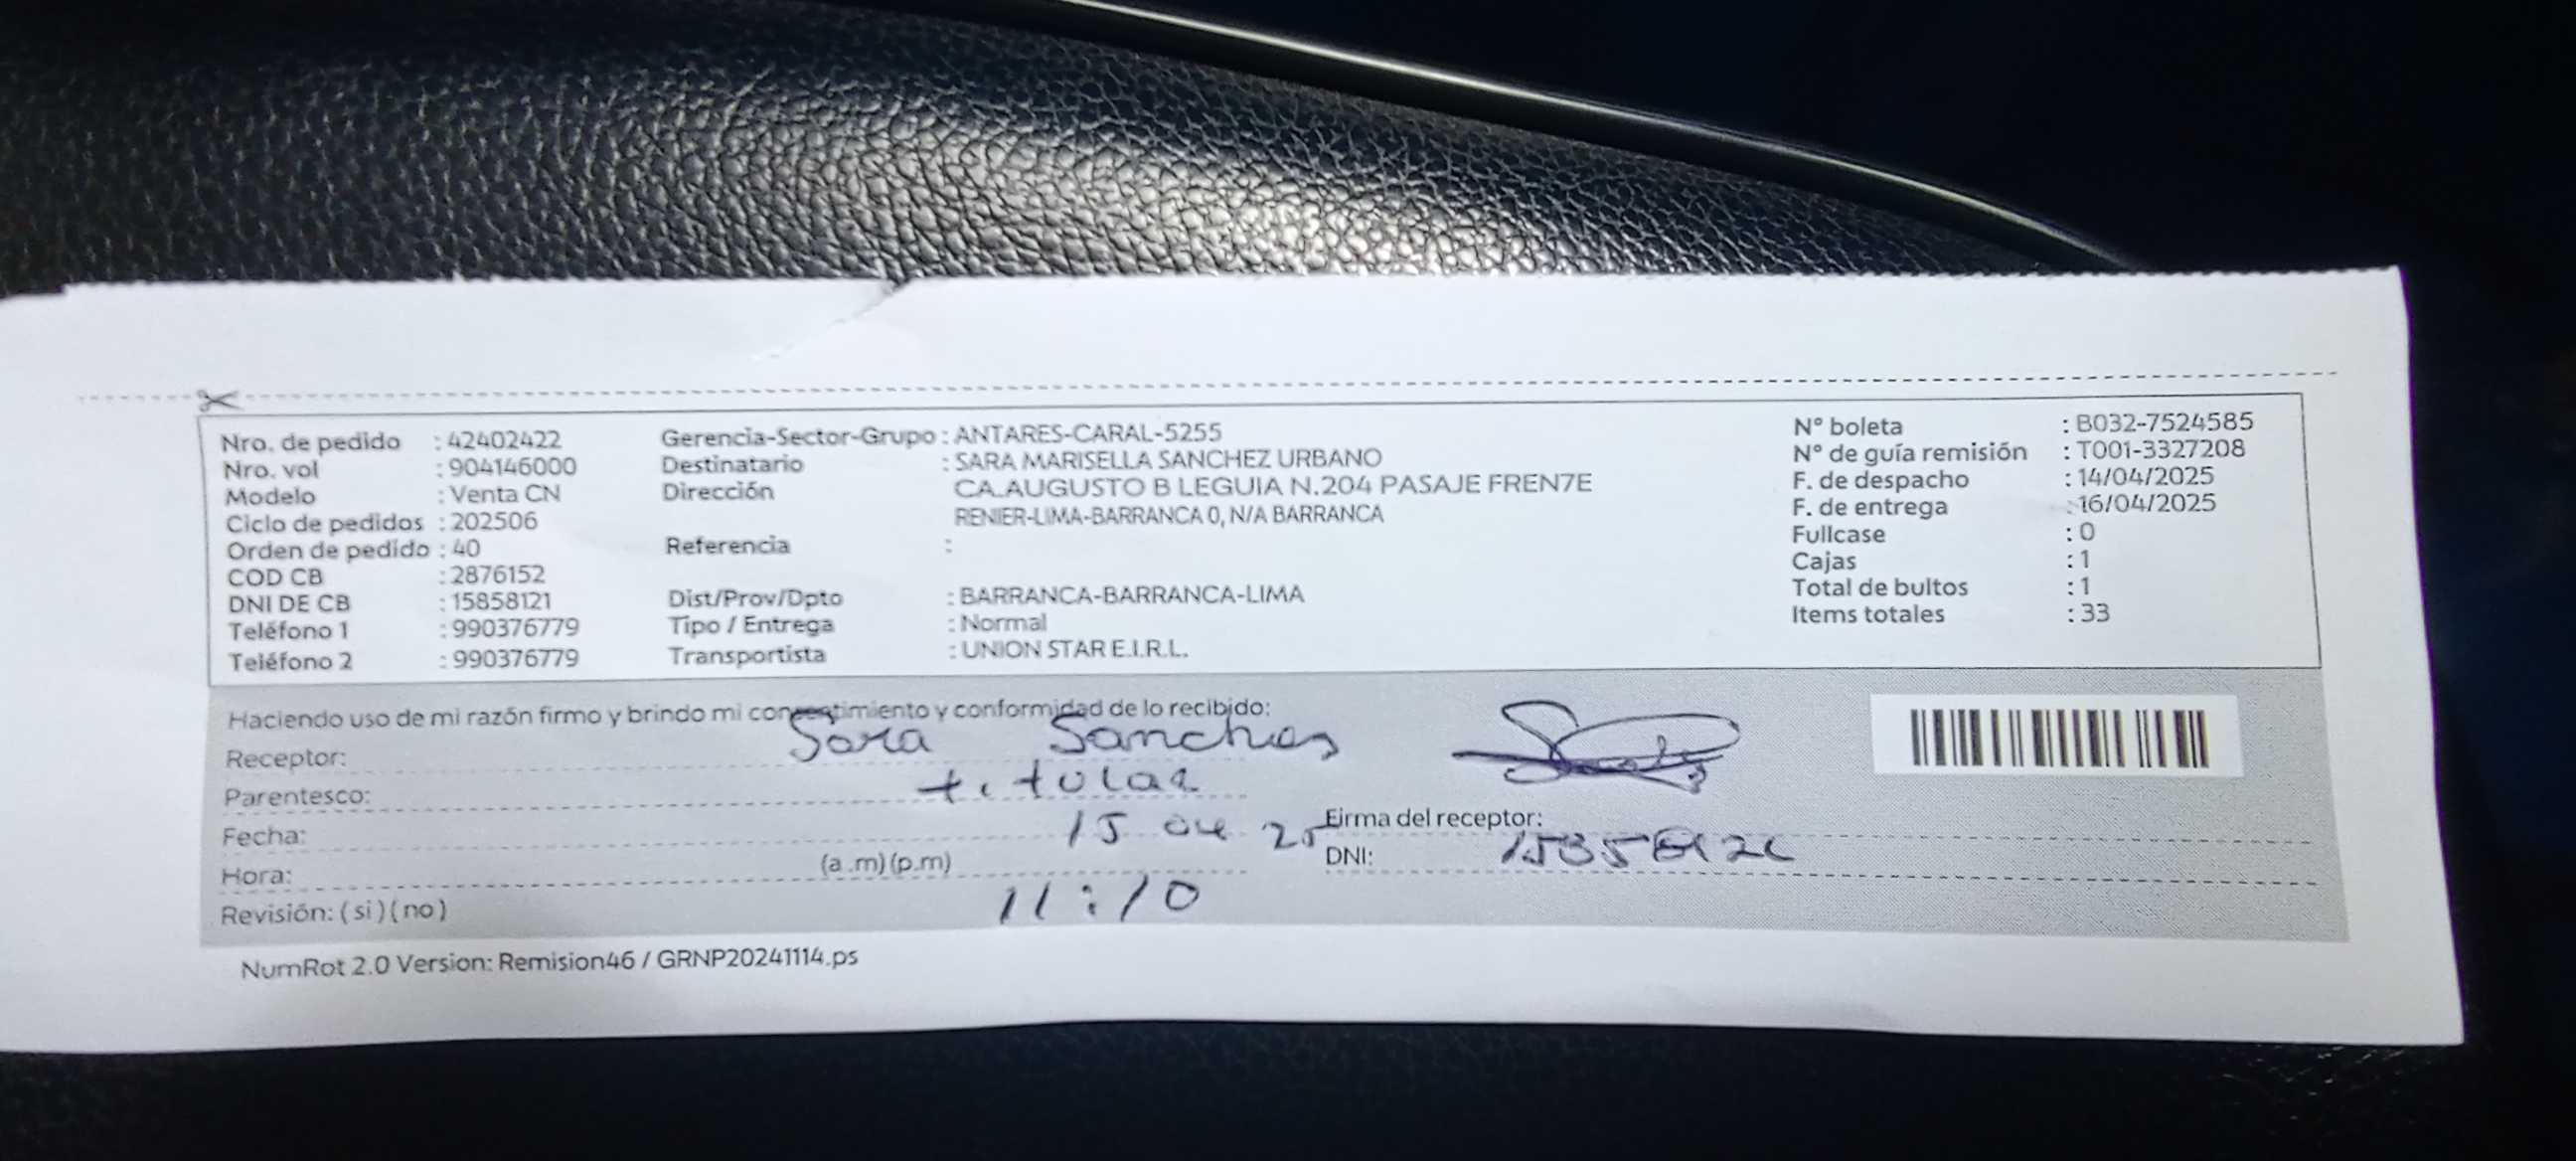 Nro. de pedido : 42402422
Nro. vol : 904146000
Modelo : Venta CN
Ciclo de pedidos : 202506
Orden de pedido : 40
COD CB : 2876152
DNI DE CB : 15858121
Teléfono 1 : 990376779
Teléfono 2 : 990376779
Gerencia-Sector-Grupo : ANTARES-CARAL-5255
Destinatario : SARA MARISELLA SANCHEZ URBANO
Dirección CA.AUGUSTO B LEGUIA N.204 PASAJE FREN7E
RENIER-LIMA-BARRANCA 0, N/A BARRANCA
Referencia :
Dist/Prov/Dpto : BARRANCA-BARRANCA-LIMA
Tipo / Entrega : Normal
Transportista : UNION STAR E.I.R.L.
N° boleta : B032-7524585
N° de guía remisión : T001-3327208
F. de despacho : 14/04/2025
F. de entrega : 16/04/2025
Fullcase : 0
Cajas : 1
Total de bultos : 1
Items totales : 33
Haciendo uso de mi razón firmo y brindo mi consentimiento y conformidad de lo recibido:
Receptor: Sara Sanches
Parentesco: titular
Fecha: 15 04 25
Hora: (a .m) (p.m)
11:10
Revisión: ( si ) ( no )
Firma del receptor:
DNI:
NumRot 2.0 Version: Remision46 / GRNP20241114.ps